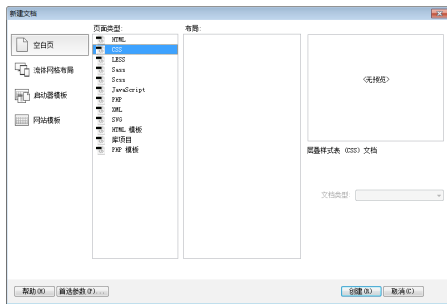 新建文档
页面类型:
布局:
空白页
流体网格布局
启动器模板
网站模板
HTML
CSS
LESS
Sass
Scss
JavaScript
PHP
XML
SVG
HTML 模板
库项目
PHP 模板
<无预览>
层叠样式表 (CSS) 文档
文档类型:
帮助(H)
首选参数(P)...
创建(R)
取消(C)